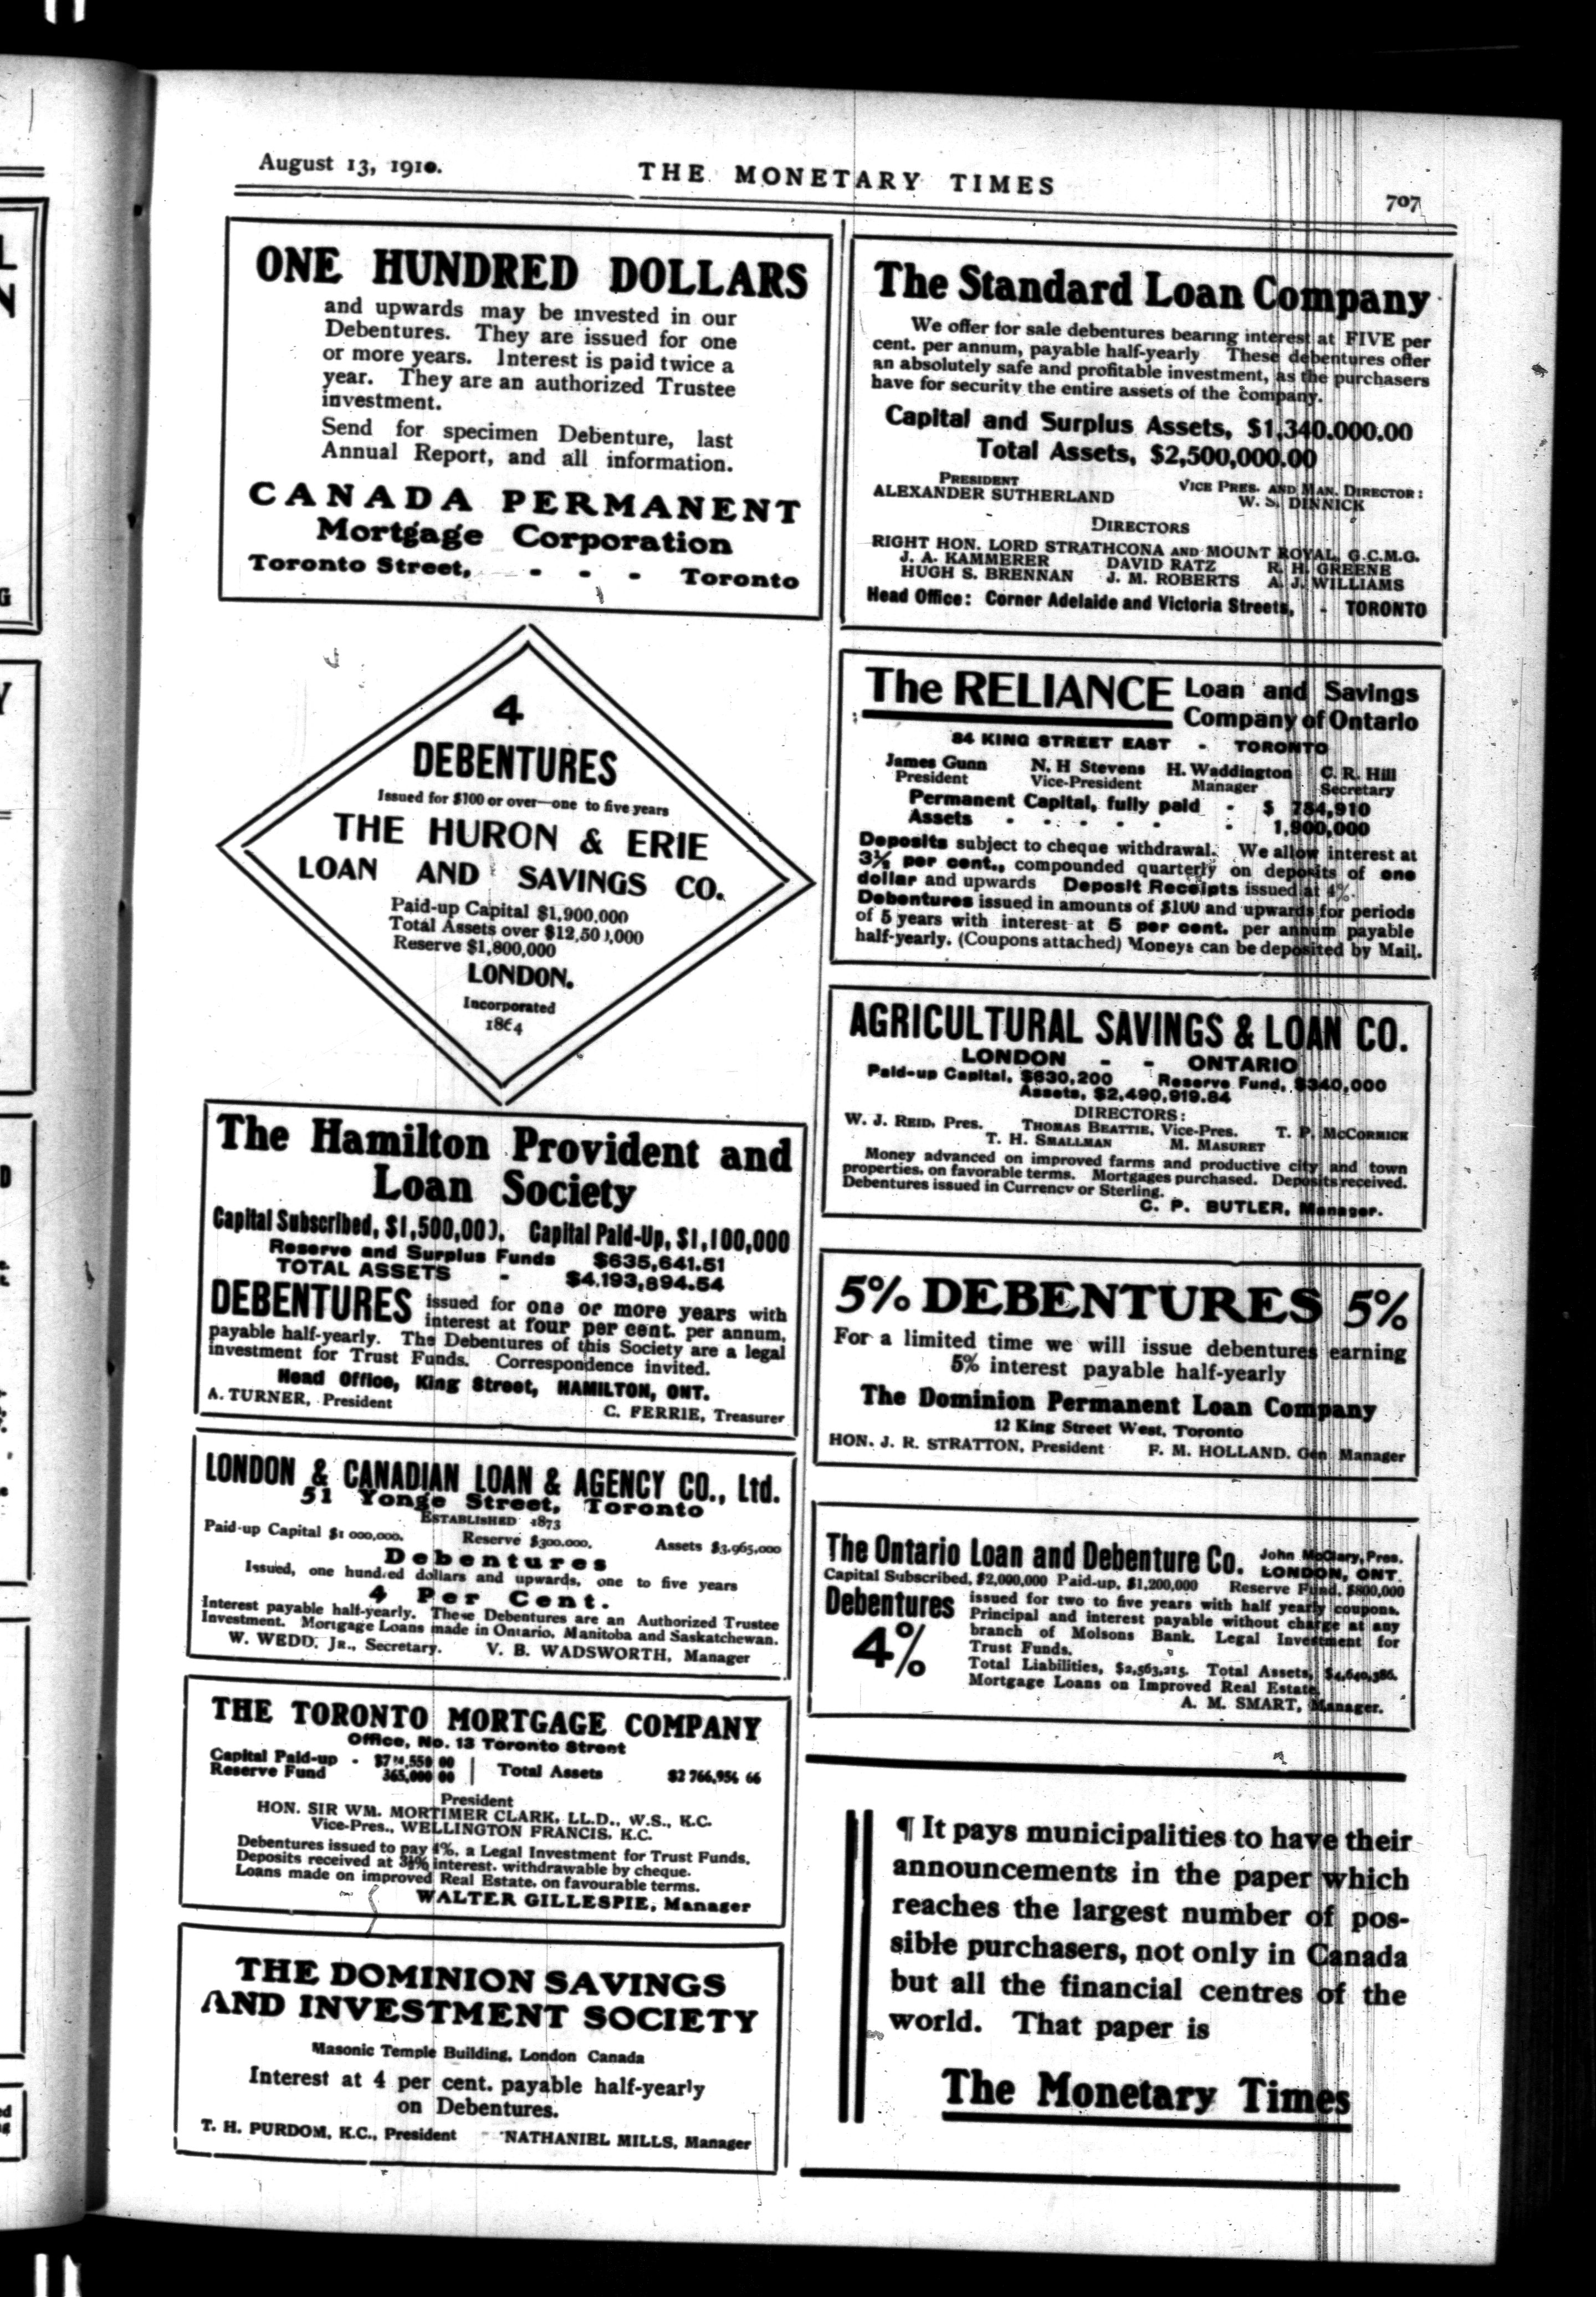 August 13, 1910.
THE MONETARY TIMES
707
ONE HUNDRED DOLLARS
and upwards may be invested in our
Debentures. They are issued for one
or more years. Interest is paid twice a
year. They are an authorized Trustee
investment.
Send for specimen Debenture, last
Annual Report, and all information.
CANADA PERMANENT
Mortgage Corporation
Toronto Street, - - - Toronto
4
DEBENTURES
Issued for $100 or over—one to five years
THE HURON & ERIE
LOAN AND SAVINGS CO.
Paid-up Capital $1,900,000
Total Assets over $12,500,000
Reserve $1,800,000
LONDON.
Incorporated
1864
The Hamilton Provident and
Loan Society
Capital Subscribed, $1,500,000. Capital Paid-Up, $1,100,000
Reserve and Surplus Funds $635,641.51
TOTAL ASSETS - $4,193,894.54
DEBENTURES issued for one or more years with
interest at four per cent. per annum,
payable half-yearly. The Debentures of this Society are a legal
investment for Trust Funds. Correspondence invited.
Head Office, King Street, HAMILTON, ONT.
A. TURNER, President
C. FERRIE, Treasurer
LONDON & CANADIAN LOAN & AGENCY CO., Ltd.
51 Yonge Street, Toronto
ESTABLISHED 1873
Paid-up Capital $1 000,000. Reserve $300.000. Assets $3,965,000
Debentures
Issued, one hundred dollars and upwards, one to five years
4 Per Cent.
Interest payable half-yearly. These Debentures are an Authorized Trustee
Investment. Mortgage Loans made in Ontario, Manitoba and Saskatchewan.
W. WEDD, Jr., Secretary. V. B. WADSWORTH, Manager
THE TORONTO MORTGAGE COMPANY
Office, No. 13 Toronto Street
Capital Paid-up -
Reserve Fund 365,000 00 | Total Assets $2 766,956 66
President
HON. SIR WM. MORTIMER CLARK, LL.D., W.S., K.C.
Vice-Pres., WELLINGTON FRANCIS, K.C.
Debentures issued to pay 4%, a Legal Investment for Trust Funds.
Deposits received at 3½% interest, withdrawable by cheque.
Loans made on improved Real Estate, on favourable terms.
WALTER GILLESPIE, Manager
THE DOMINION SAVINGS
AND INVESTMENT SOCIETY
Masonic Temple Building, London Canada
Interest at 4 per cent. payable half-yearly
on Debentures.
T. H. PURDOM, K.C., President NATHANIEL MILLS, Manager
The Standard Loan Company
We offer for sale debentures bearing interest at FIVE per
cent. per annum, payable half-yearly These debentures offer
an absolutely safe and profitable investment, as the purchasers
have for security the entire assets of the company.
Capital and Surplus Assets, $1,340.000.00
Total Assets, $2,500,000.00
PRESIDENT VICE PRES. AND MAN. DIRECTOR:
ALEXANDER SUTHERLAND W. S. DINNICK
DIRECTORS
RIGHT HON. LORD STRATHCONA AND MOUNT ROYAL, G.C.M.G.
J. A. KAMMERER DAVID RATZ R. H. GREENE
HUGH S. BRENNAN J. M. ROBERTS A. J. WILLIAMS
Head Office: Corner Adelaide and Victoria Streets, - TORONTO
The RELIANCE Loan and Savings
Company of Ontario
84 KING STREET EAST - TORONTO
James Gunn N. H Stevens H. Waddington C. R. Hill
President Vice-President Manager Secretary
Permanent Capital, fully paid - $ 784,910
Assets - - - - - - 1,900,000
Deposits subject to cheque withdrawal. We allow interest at
3½ per cent., compounded quarterly on deposits of one
dollar and upwards Deposit Receipts issued at 4%.
Debentures issued in amounts of $100 and upwards for periods
of 5 years with interest at 5 per cent. per annum payable
half-yearly. (Coupons attached) Moneys can be deposited by Mail.
AGRICULTURAL SAVINGS & LOAN CO.
LONDON - - ONTARIO
Paid-up Capital, $630,200 Reserve Fund, $340,000
Assets, $2,490,919.84
DIRECTORS:
W. J. REID, Pres. THOMAS BEATTIE, Vice-Pres. T. P. MCCORMICK
T. H. SMALLMAN M. MASURET
Money advanced on improved farms and productive city and town
properties, on favorable terms. Mortgages purchased. Deposits received.
Debentures issued in Currency or Sterling.
C. P. BUTLER, Manager.
5% DEBENTURES 5%
For a limited time we will issue debentures earning
5% interest payable half-yearly
The Dominion Permanent Loan Company
12 King Street West, Toronto
HON. J. R. STRATTON, President F. M. HOLLAND, Gen Manager
The Ontario Loan and Debenture Co. John McClary, Pres.
LONDON, ONT.
Capital Subscribed, $2,000,000 Paid-up, $1,200,000 Reserve Fund, $800,000
Debentures
4%
issued for two to five years with half yearly coupons.
Principal and interest payable without charge at any
branch of Molsons Bank. Legal Investment for
Trust Funds.
Total Liabilities, $2,563,215. Total Assets, $4,640,386.
Mortgage Loans on Improved Real Estate.
A. M. SMART, Manager.
¶ It pays municipalities to have their
announcements in the paper which
reaches the largest number of pos-
sible purchasers, not only in Canada
but all the financial centres of the
world. That paper is
The Monetary Times